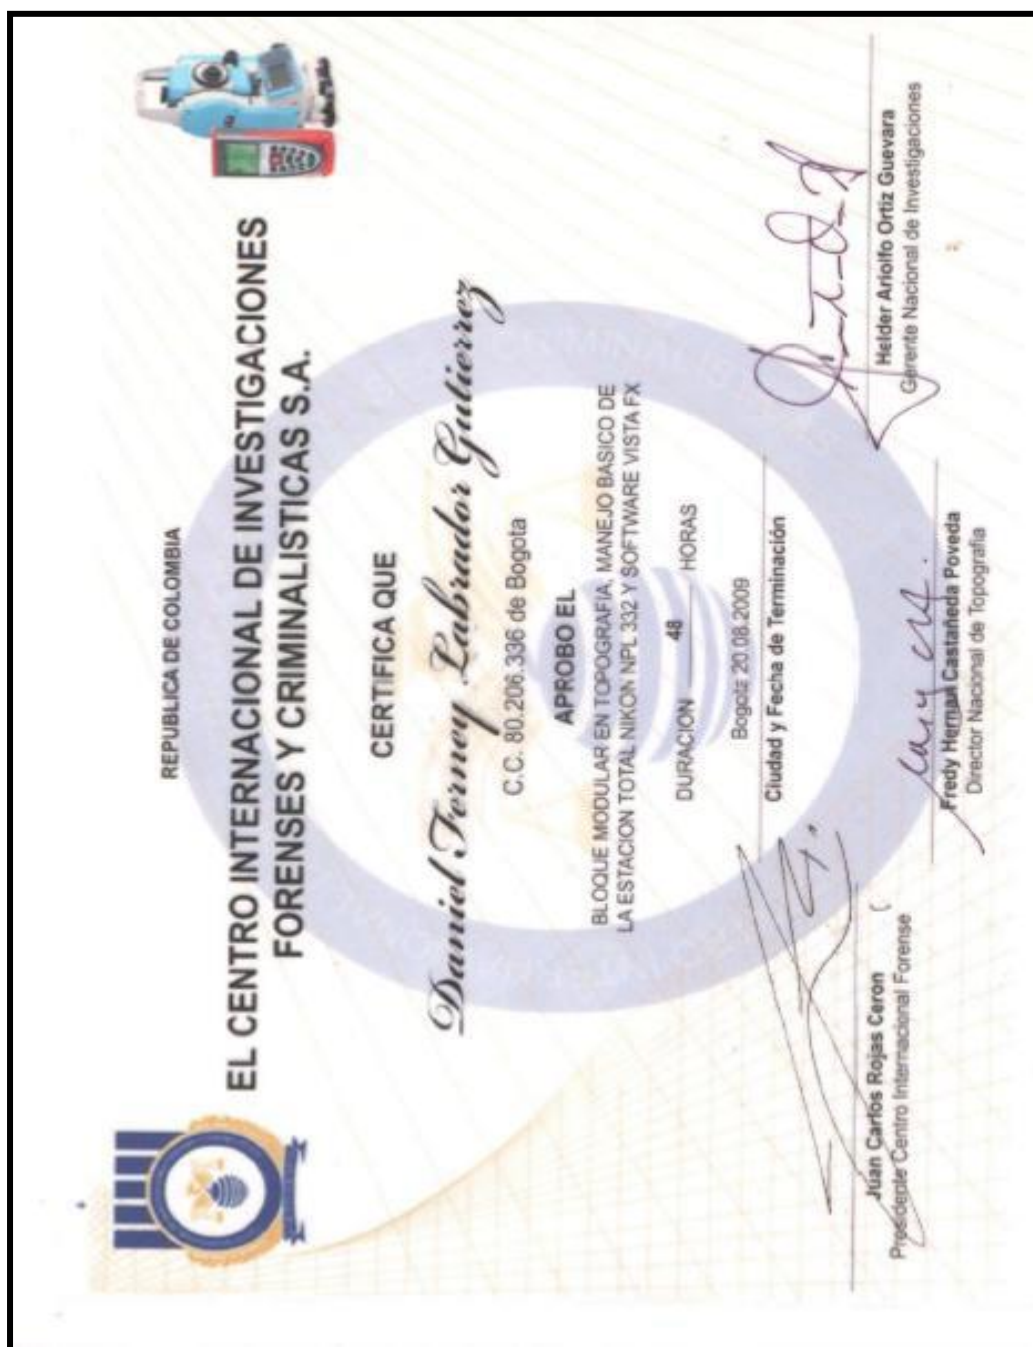 REPUBLICA DE COLOMBIA
EL CENTRO INTERNACIONAL DE INVESTIGACIONES
FORENSES Y CRIMINALISTICAS S.A.
CERTIFICA QUE
Daniel Ferney Labrador Gutierrez
C.C. 80.206.336 de Bogota
APROBO EL
BLOQUE MODULAR EN TOPOGRAFIA, MANEJO BASICO DE
LA ESTACION TOTAL NIKON NPL 332 Y SOFTWARE VISTA FX
DURACION 48 HORAS
Bogota 20.08.2009
Ciudad y Fecha de Terminación
Juan Carlos Rojas Ceron
Presidente Centro Internacional Forense
Fredy Hernan Castañeda Poveda
Director Nacional de Topografia
Helder Ariolfo Ortiz Guevara
Gerente Nacional de Investigaciones